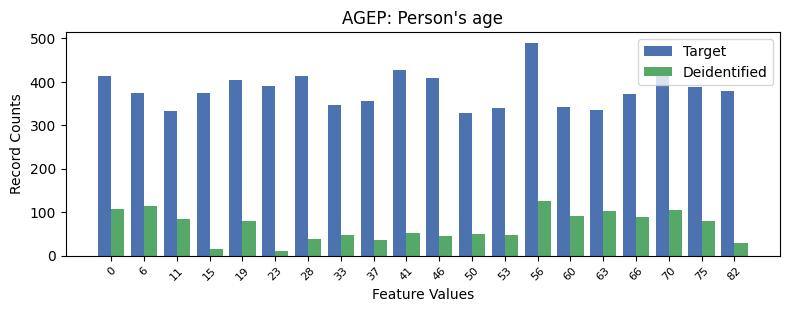 AGEP: Person's age
Target
Deidentified
Record Counts
500
400
300
200
100
0
0 6 11 15 19 23 28 33 37 41 46 50 53 56 60 63 66 70 75 82
Feature Values